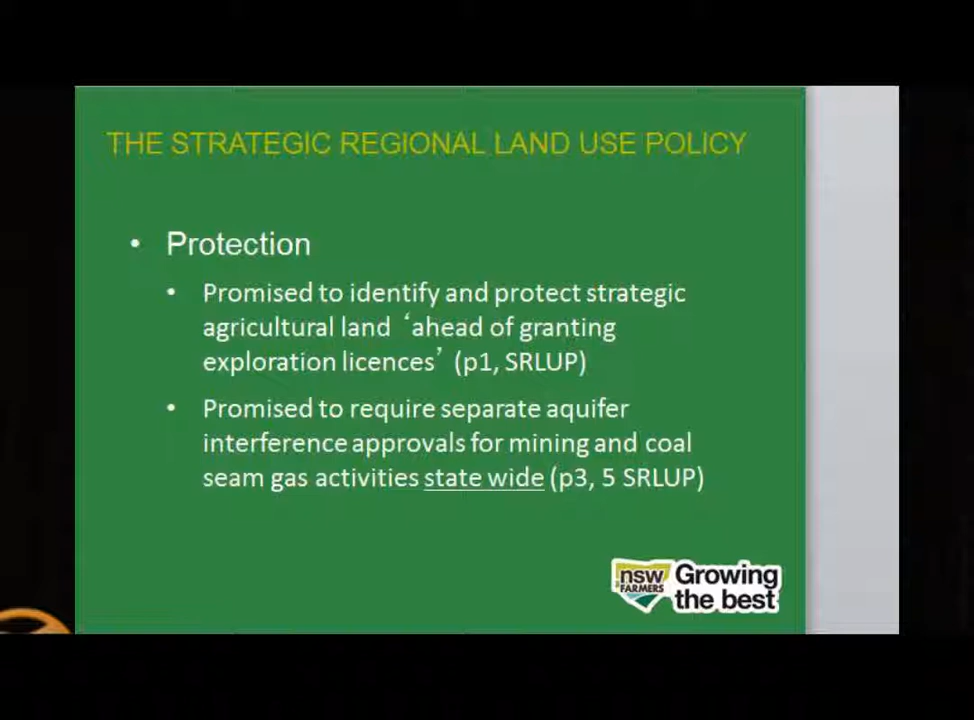 THE STRATEGIC REGIONAL LAND USE POLICY
• Protection
• Promised to identify and protect strategic
agricultural land ‘ahead of granting
exploration licences’ (p1, SRLUP)
• Promised to require separate aquifer
interference approvals for mining and coal
seam gas activities state wide (p3, 5 SRLUP)
nsw
FARMERS
Growing
the best